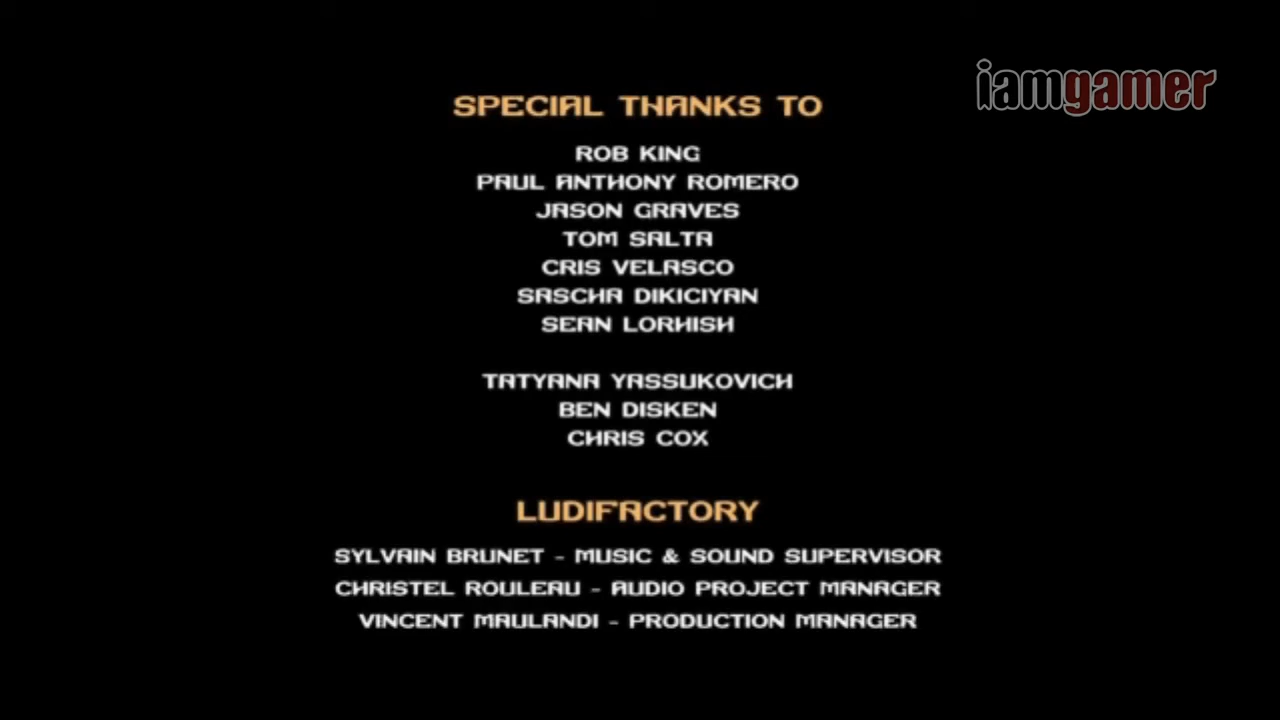 iamgamer
SPECIAL THANKS TO
ROB KING
PAUL ANTHONY ROMERO
JASON GRAVES
TOM SALTA
CRIS VELASCO
SASCHA DIKICIYAN
SEAN LORHISH
TATYANA YASSUKOVICH
BEN DISKEN
CHRIS COX
LUDIFACTORY
SYLVAIN BRUNET - MUSIC & SOUND SUPERVISOR
CHRISTEL ROULEAU - AUDIO PROJECT MANAGER
VINCENT MAULANDI - PRODUCTION MANAGER